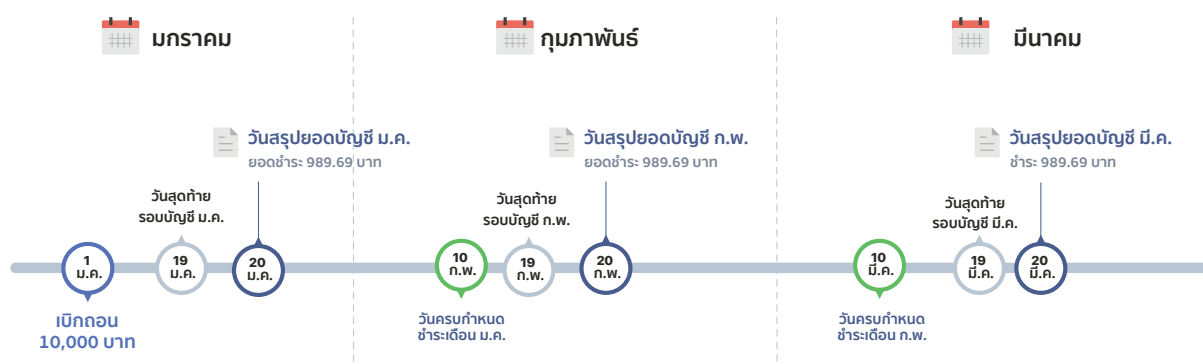 มกราคม
กุมภาพันธ์
มีนาคม
วันสรุปยอดบัญชี ม.ค.
ยอดชำระ 989.69 บาท
วันสรุปยอดบัญชี ก.พ.
ยอดชำระ 989.69 บาท
วันสรุปยอดบัญชี มี.ค.
ชำระ 989.69 บาท
วันสุดท้าย
รอบบัญชี ม.ค.
วันสุดท้าย
รอบบัญชี ก.พ.
วันสุดท้าย
รอบบัญชี มี.ค.
1
ม.ค.
19
ม.ค.
20
ม.ค.
10
ก.พ.
19
ก.พ.
20
ก.พ.
10
มี.ค.
19
มี.ค.
20
มี.ค.
เบิกถอน
10,000 บาท
วันครบกำหนด
ชำระเดือน ม.ค.
วันครบกำหนด
ชำระเดือน ก.พ.